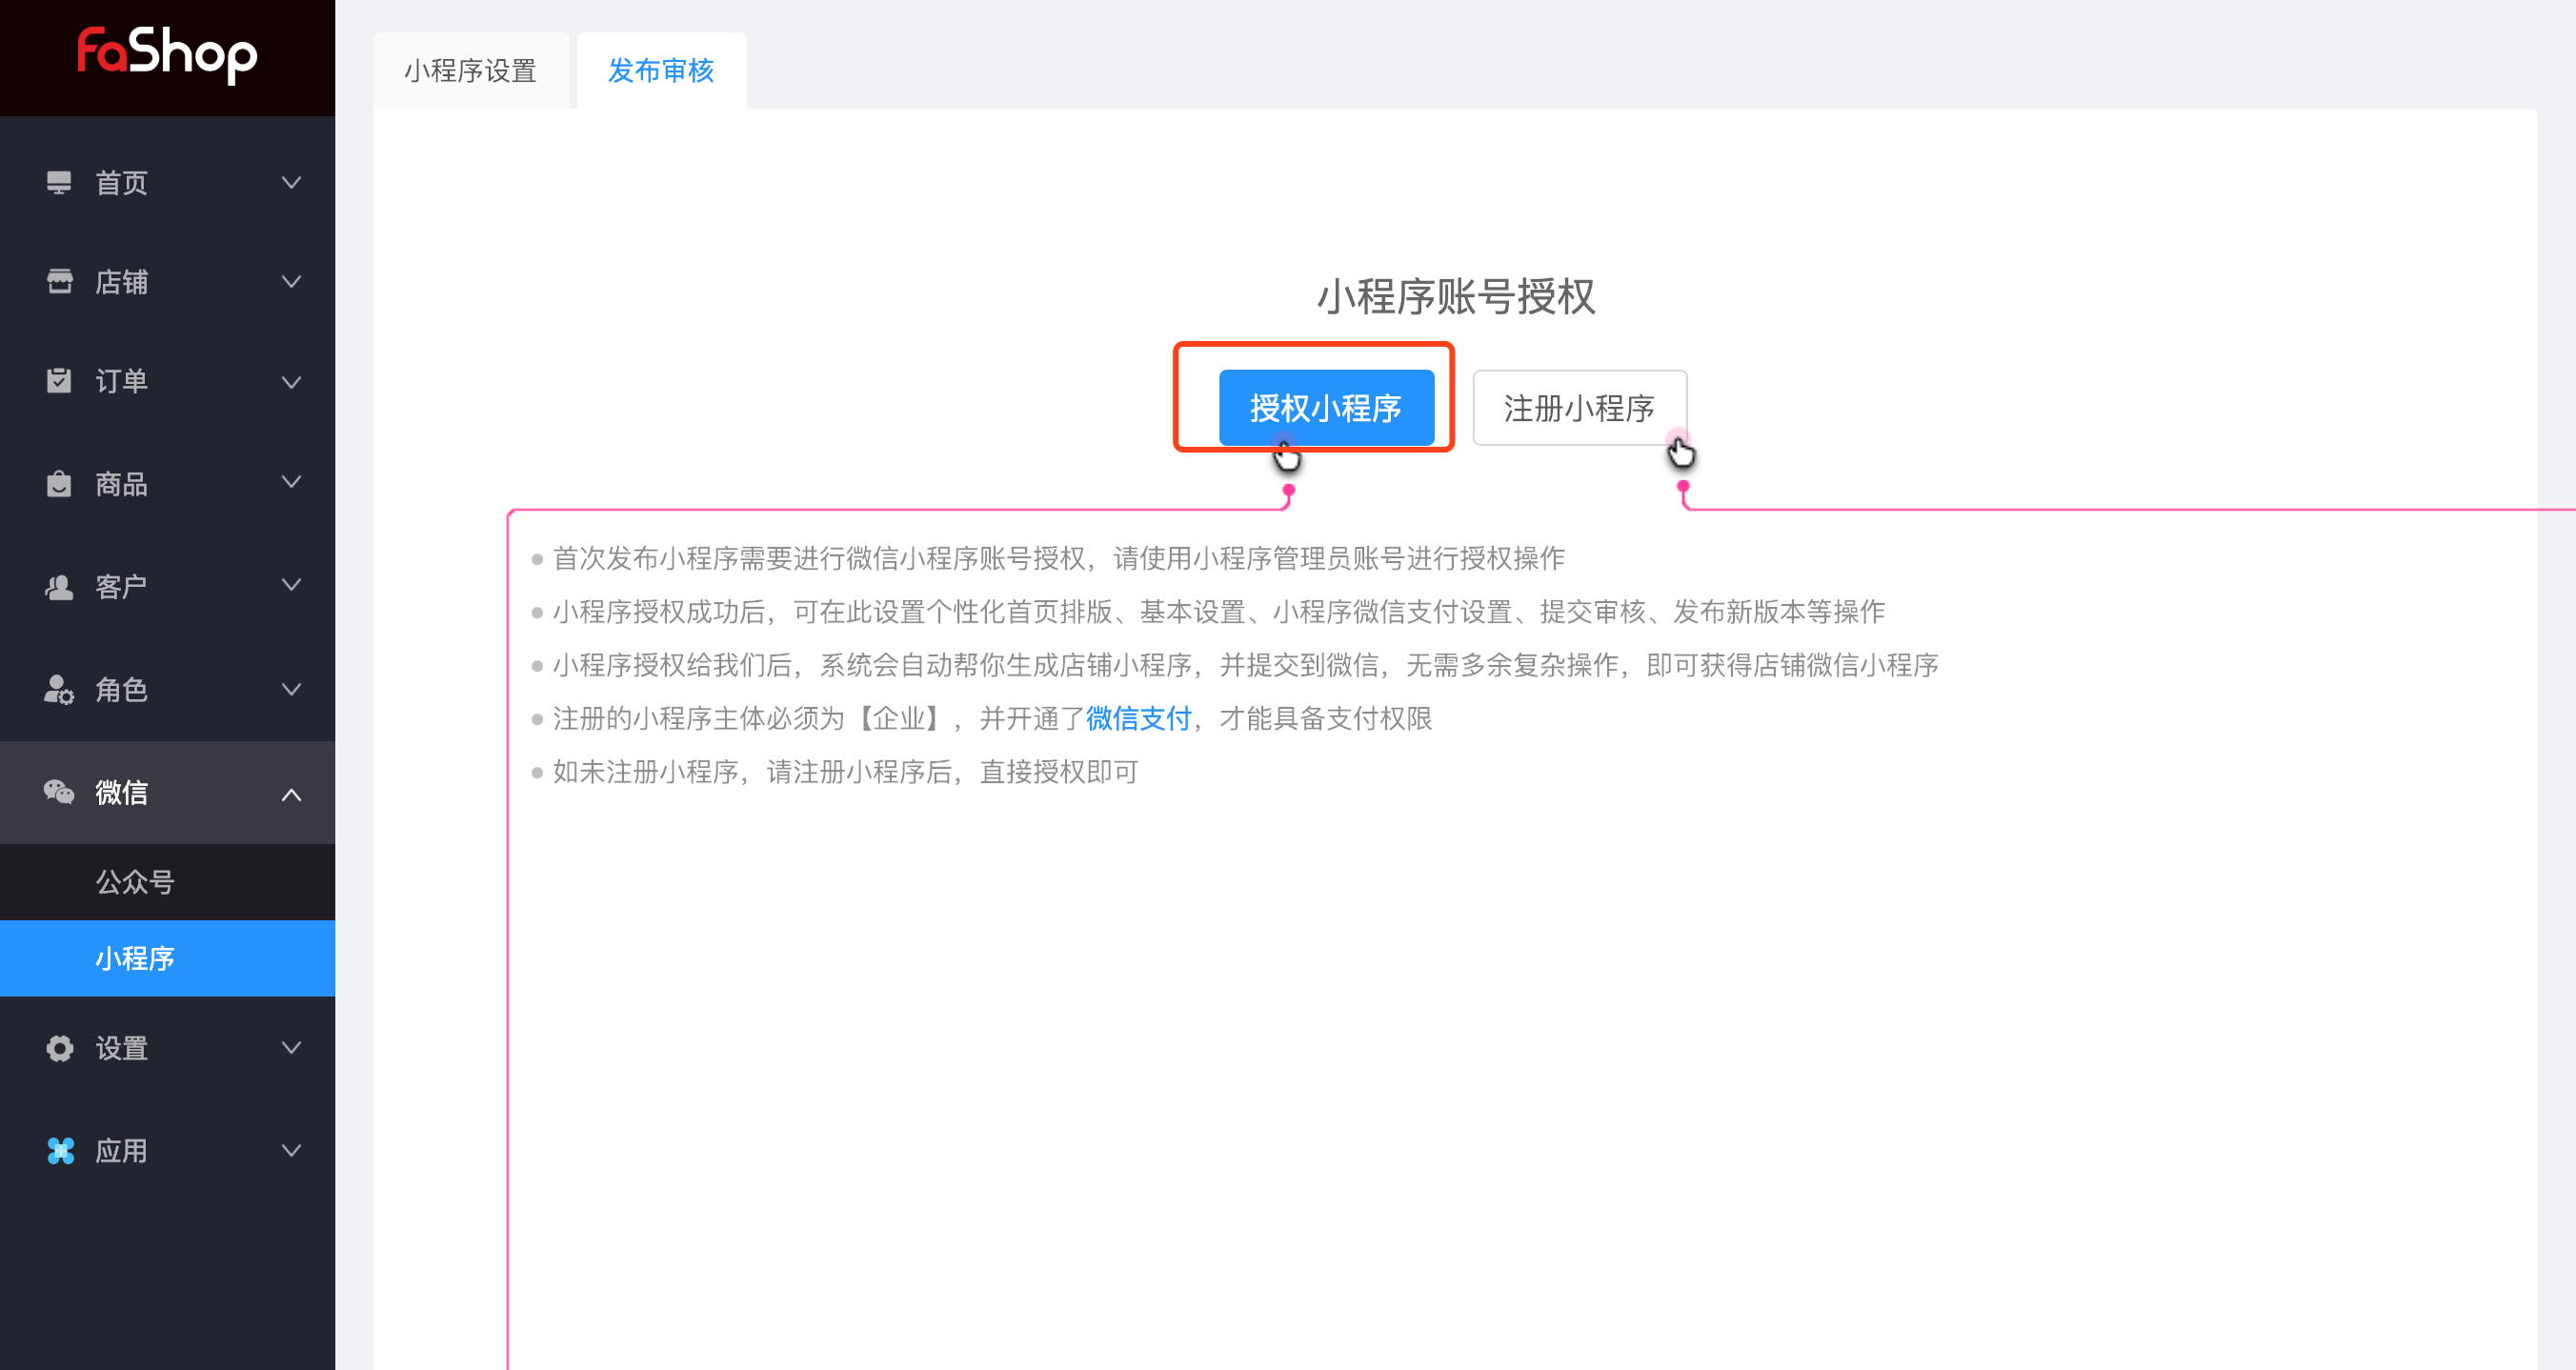 FaShop
小程序设置
发布审核
首页
店铺
订单
商品
客户
角色
微信
公众号
小程序
设置
应用
小程序账号授权
授权小程序
注册小程序
首次发布小程序需要进行微信小程序账号授权，请使用小程序管理员账号进行授权操作
小程序授权成功后，可在此设置个性化首页排版、基本设置、小程序微信支付设置、提交审核、发布新版本等操作
小程序授权给我们后，系统会自动帮你生成店铺小程序，并提交到微信，无需多余复杂操作，即可获得店铺微信小程序
注册的小程序主体必须为【企业】，并开通了微信支付，才能具备支付权限
如未注册小程序，请注册小程序后，直接授权即可